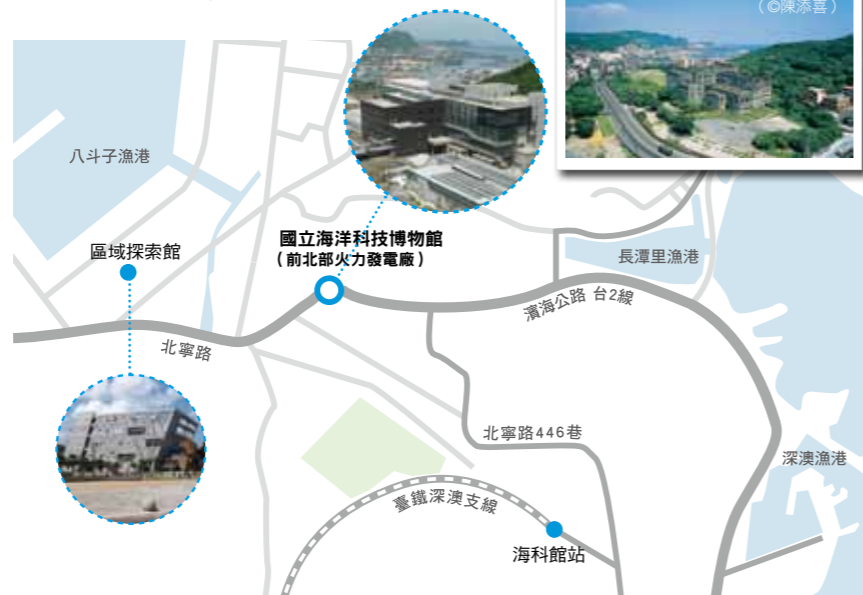 (©陳添喜)
八斗子漁港
區域探索館
國立海洋科技博物館
(前北部火力發電廠)
長潭里漁港
濱海公路 台2線
北寧路
北寧路446巷
深澳漁港
臺鐵深澳支線
海科館站